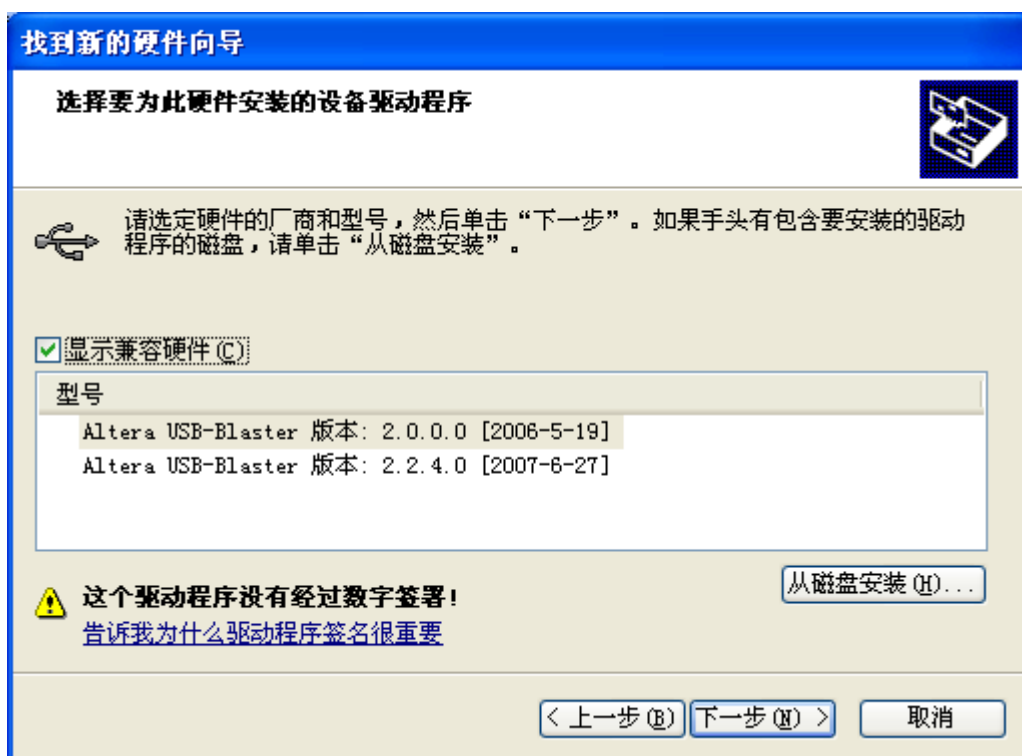 找到新的硬件向导
选择要为此硬件安装的设备驱动程序
请选定硬件的厂商和型号，然后单击“下一步”。如果手头有包含要安装的驱动
程序的磁盘，请单击“从磁盘安装”。
显示兼容硬件(C)
型号
Altera USB-Blaster 版本: 2.0.0.0 [2006-5-19]
Altera USB-Blaster 版本: 2.2.4.0 [2007-6-27]
从磁盘安装(H)...
这个驱动程序没有经过数字签署!
告诉我为什么驱动程序签名很重要
< 上一步(B) 下一步(N) > 取消